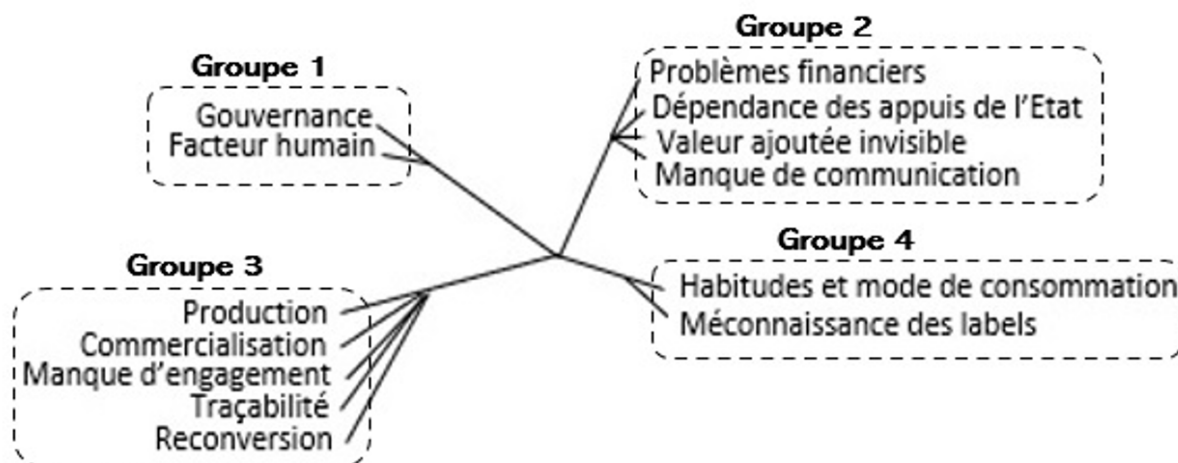 Groupe 1
Gouvernance
Facteur humain
Groupe 2
Problèmes financiers
Dépendance des appuis de l'Etat
Valeur ajoutée invisible
Manque de communication
Groupe 3
Production
Commercialisation
Manque d'engagement
Traçabilité
Reconversion
Groupe 4
Habitudes et mode de consommation
Méconnaissance des labels